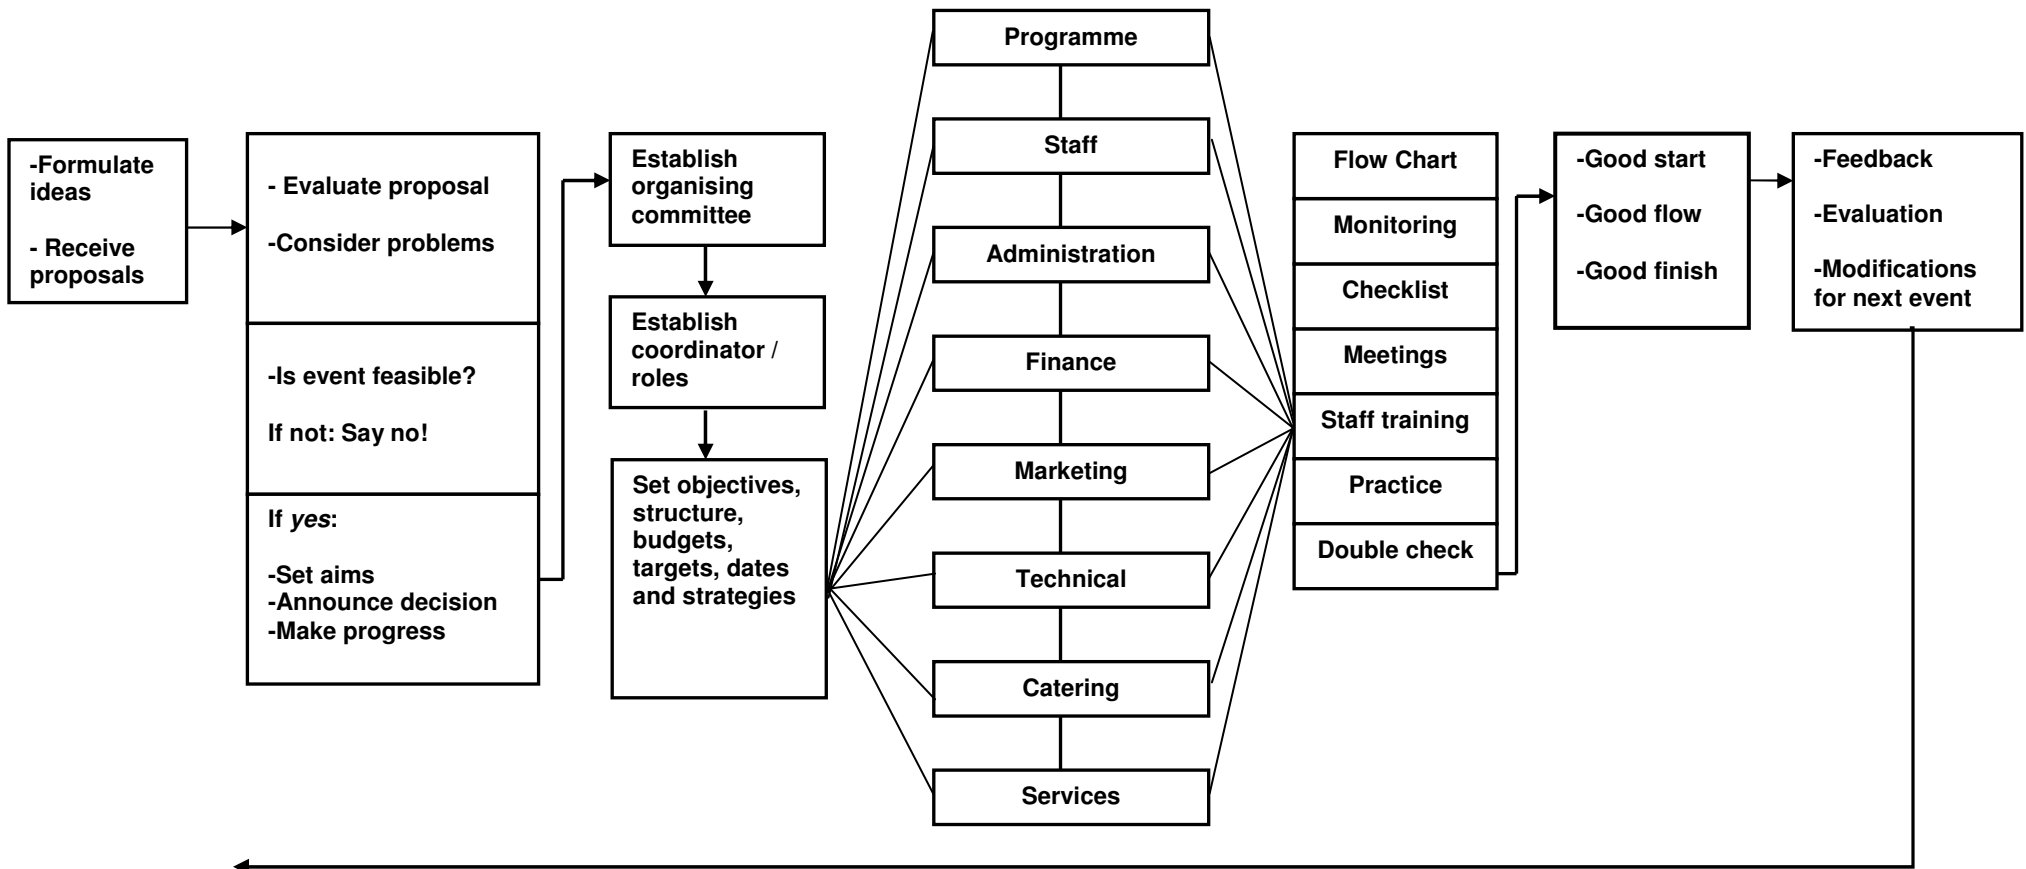 -Formulate
ideas
- Receive
proposals
- Evaluate proposal
-Consider problems
-Is event feasible?
If not: Say no!
If yes:
-Set aims
-Announce decision
-Make progress
Establish
organising
committee
Establish
coordinator /
roles
Set objectives,
structure,
budgets,
targets, dates
and strategies
Programme
Staff
Administration
Finance
Marketing
Technical
Catering
Services
Flow Chart
Monitoring
Checklist
Meetings
Staff training
Practice
Double check
-Good start
-Good flow
-Good finish
-Feedback
-Evaluation
-Modifications
for next event